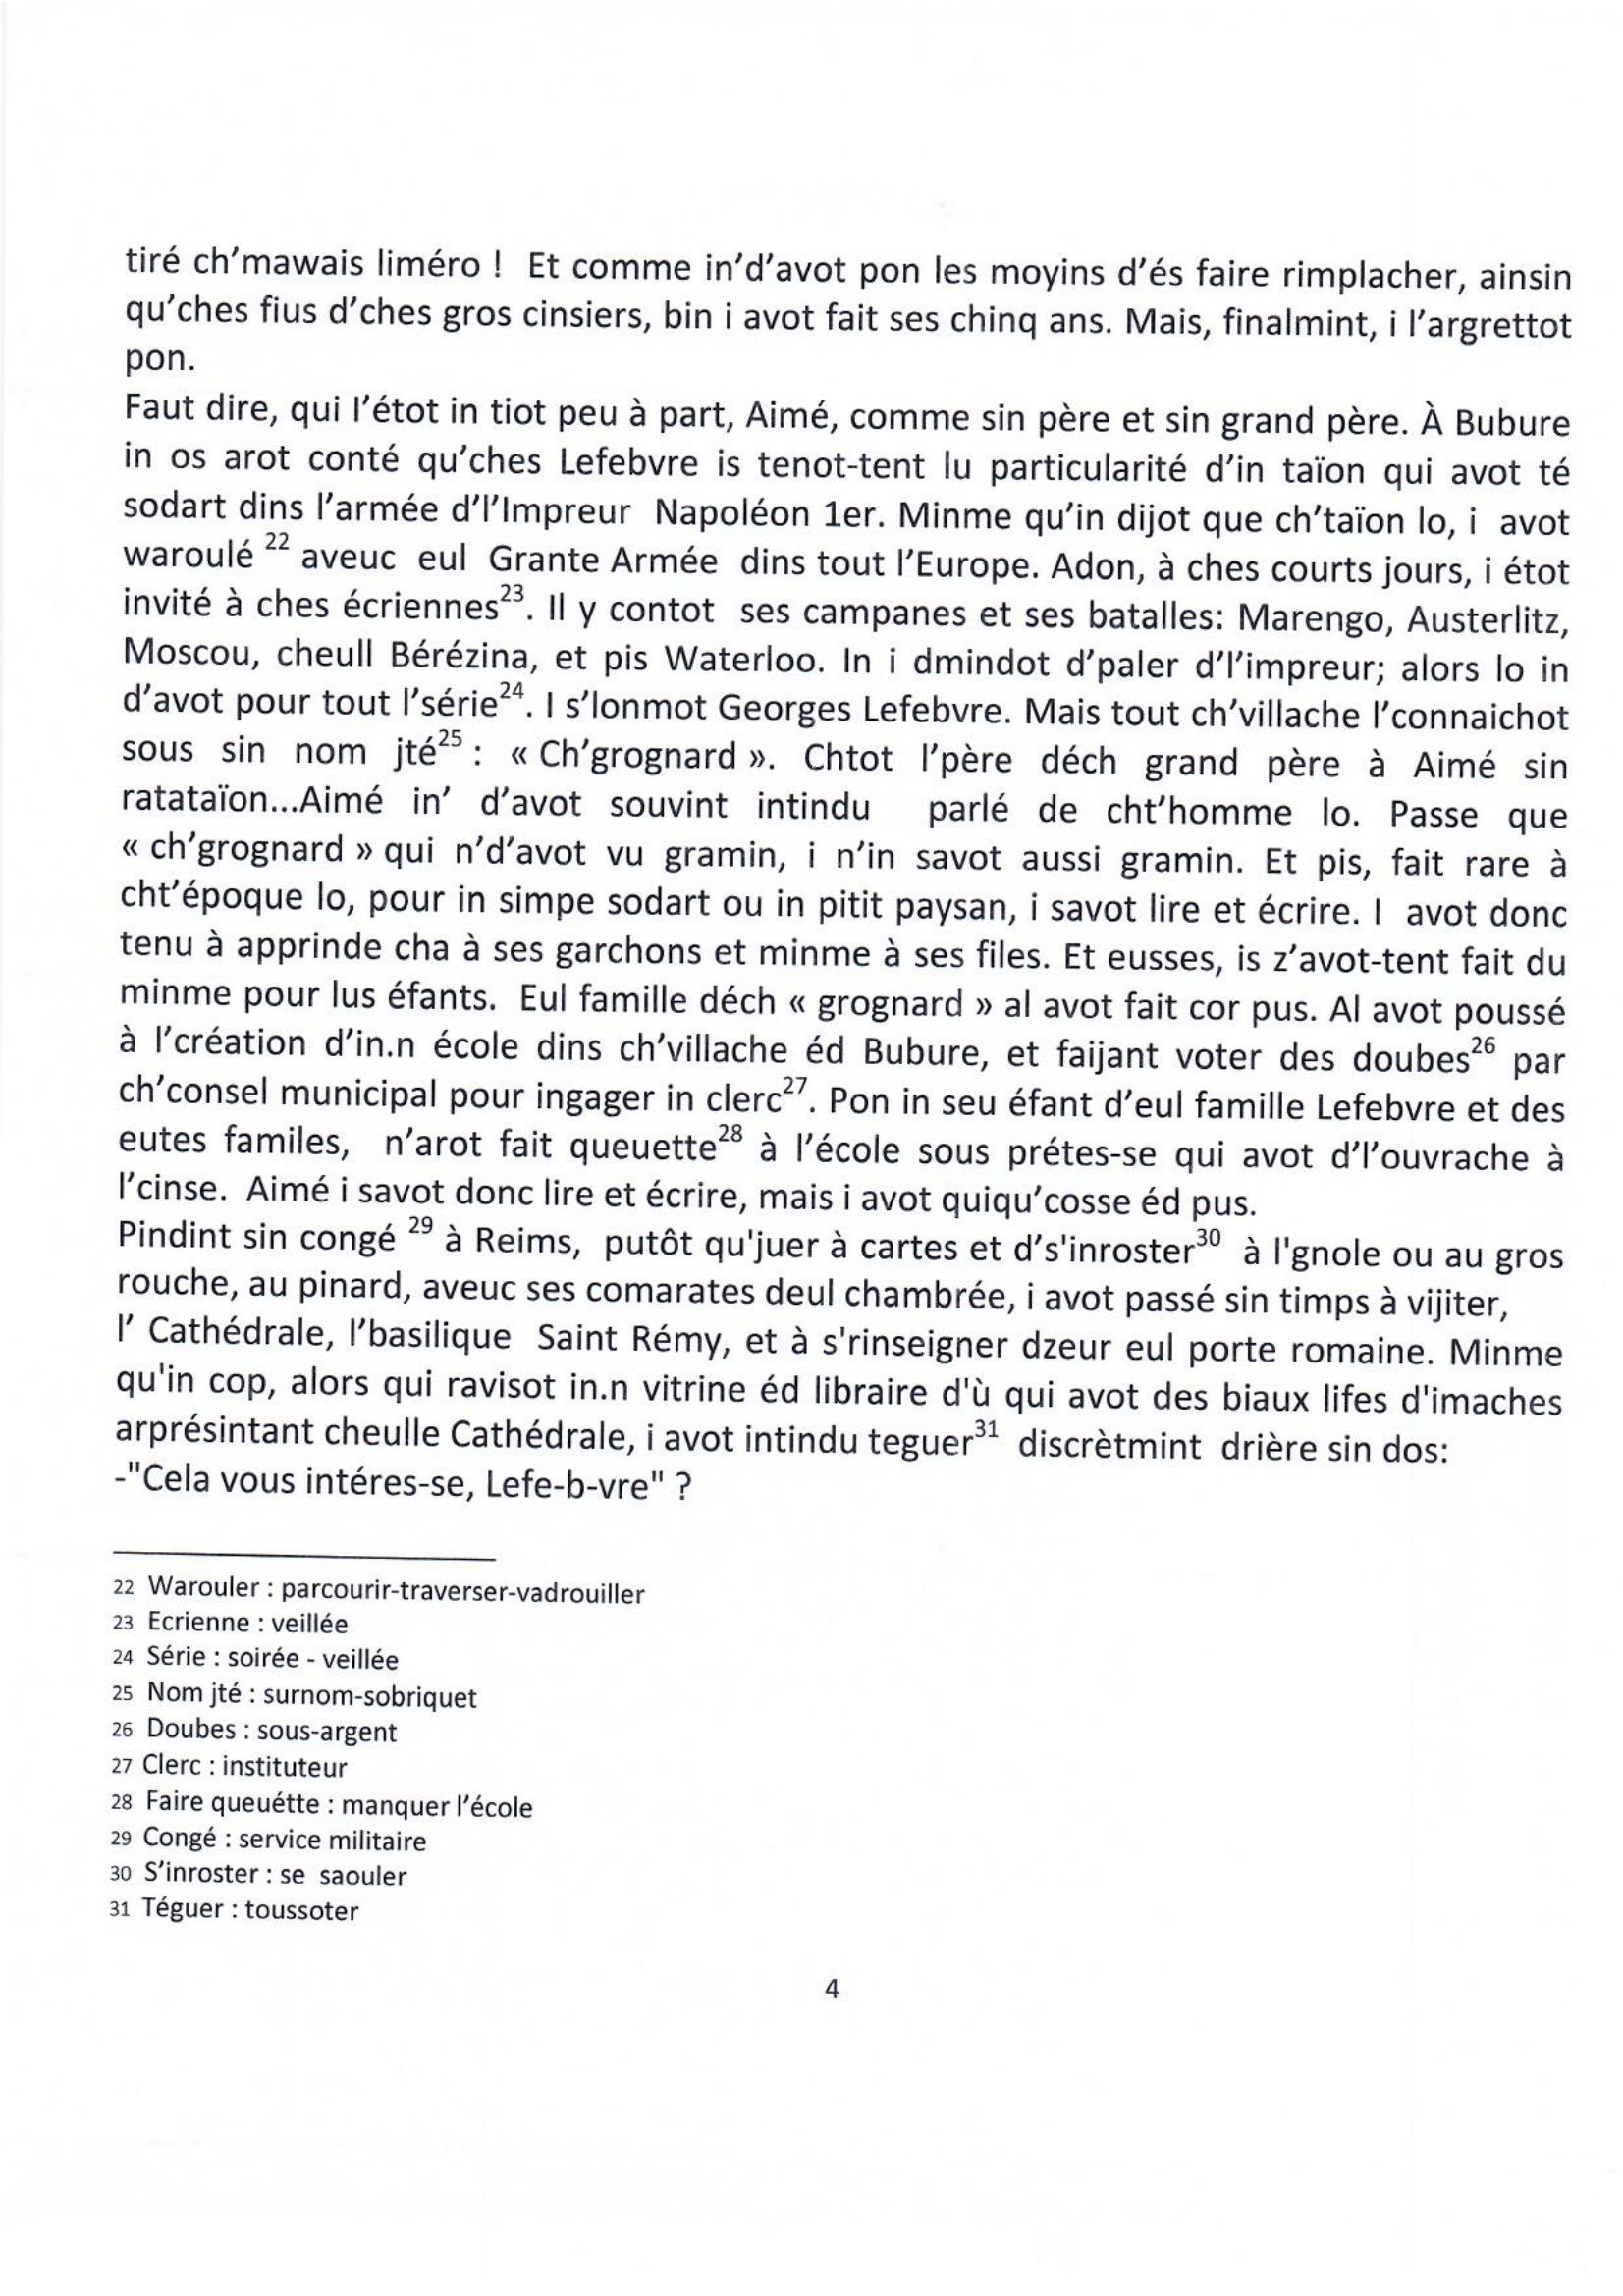 tiré ch’mawais liméro !  Et comme in’d’avot pon les moyins d’és faire rimplacher, ainsin
qu’ches fius d’ches gros cinsiers, bin i avot fait ses chinq ans. Mais, finalmint, i l’argrettot
pon.
Faut dire, qui l’étot in tiot peu à part, Aimé, comme sin père et sin grand père. À Bubure
in os arot conté qu’ches Lefebvre is tenot-tent lu particularité d’in taïon qui avot té
sodart dins l’armée d’l’Impreur  Napoléon 1er. Minme qu’in dijot que ch’taïon lo, i  avot
waroulé 22 aveuc  eul  Grante Armée  dins tout l’Europe. Adon, à ches courts jours, i étot
invité à ches écriennes23. Il y contot  ses campanes et ses batalles: Marengo, Austerlitz,
Moscou, cheull Bérézina, et pis Waterloo. In i dmindot d’paler d’l’impreur; alors lo in
d’avot pour tout l’série24. I s’lonmot Georges Lefebvre. Mais tout ch’villache l’connaichot
sous sin nom jté25 : « Ch’grognard ». Chtot l’père déch grand père à Aimé sin
ratataïon...Aimé in’ d’avot souvint intindu  parlé de cht’homme lo. Passe que
« ch’grognard » qui n’d’avot vu gramin, i n’in savot aussi gramin. Et pis, fait rare à
cht’époque lo, pour in simpe sodart ou in pitit paysan, i savot lire et écrire. I  avot donc
tenu à apprinde cha à ses garchons et minme à ses files. Et eusses, is z’avot-tent fait du
minme pour lus éfants.  Eul famille déch « grognard » al avot fait cor pus. Al avot poussé
à l’création d’in.n école dins ch’villache éd Bubure, et faijant voter des doubes26 par
ch’consel municipal pour ingager in clerc27. Pon in seu éfant d’eul famille Lefebvre et des
eutes familes,  n’arot fait queuette28 à l’école sous prétes-se qui avot d’l’ouvrache à
l’cinse.  Aimé i savot donc lire et écrire, mais i avot quiqu’cosse éd pus.
Pindint sin congé 29 à Reims,  putôt qu'juer à cartes et d’s'inroster30  à l'gnole ou au gros
rouche, au pinard, aveuc ses comarates deul chambrée, i avot passé sin timps à vijiter,
l’ Cathédrale, l’basilique  Saint Rémy, et à s'rinseigner dzeur eul porte romaine. Minme
qu'in cop, alors qui ravisot in.n vitrine éd libraire d'ù qui avot des biaux lifes d'imaches
arprésintant cheulle Cathédrale, i avot intindu teguer31  discrètmint  drière sin dos:
-"Cela vous intéres-se, Lefe-b-vre" ?
22 Warouler : parcourir-traverser-vadrouiller
23 Ecrienne : veillée
24 Série : soirée - veillée
25 Nom jté : surnom-sobriquet
26 Doubes : sous-argent
27 Clerc : instituteur
28 Faire queuétte : manquer l’école
29 Congé : service militaire
30 S’inroster : se  saouler
31 Téguer : toussoter
4